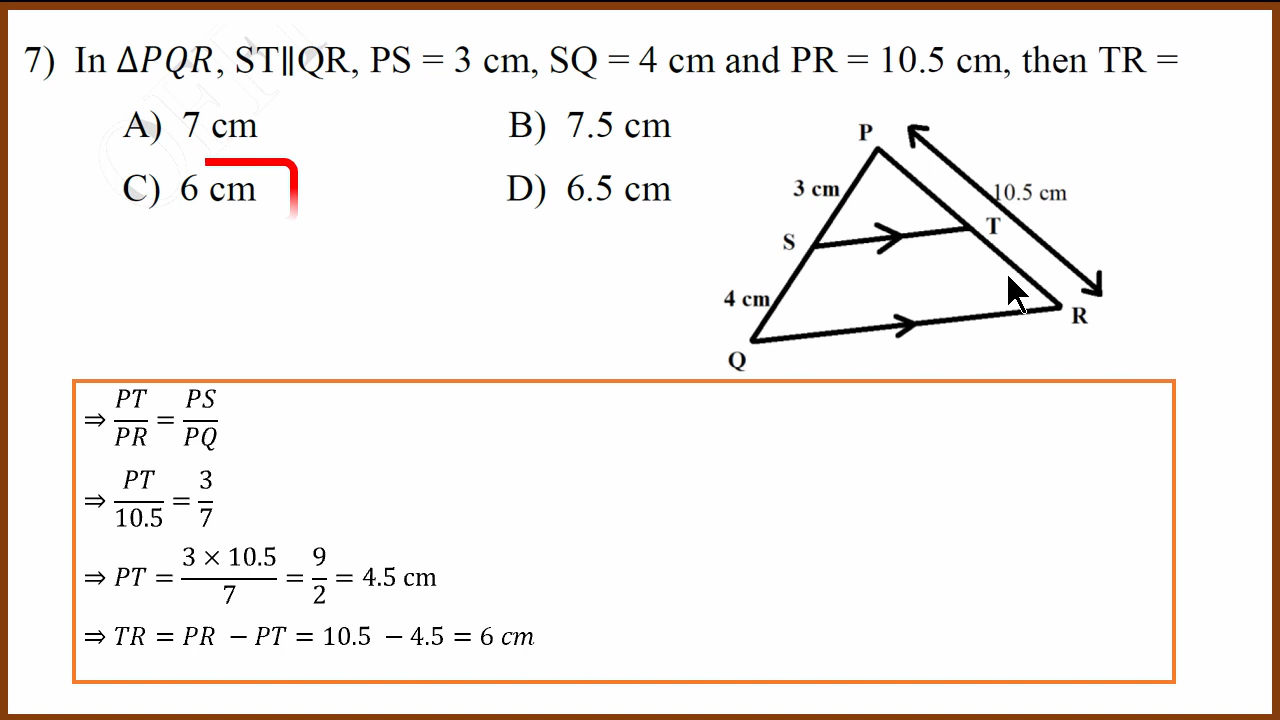 7) In ∆PQR, ST∥QR, PS = 3 cm, SQ = 4 cm and PR = 10.5 cm, then TR =
A) 7 cm
B) 7.5 cm
C) 6 cm
D) 6.5 cm
P
3 cm
10.5 cm
S
T
4 cm
R
Q
⇒ PT/PR = PS/PQ
⇒ PT/10.5 = 3/7
⇒ PT = (3 × 10.5)/7 = 9/2 = 4.5 cm
⇒ TR = PR − PT = 10.5 − 4.5 = 6 cm